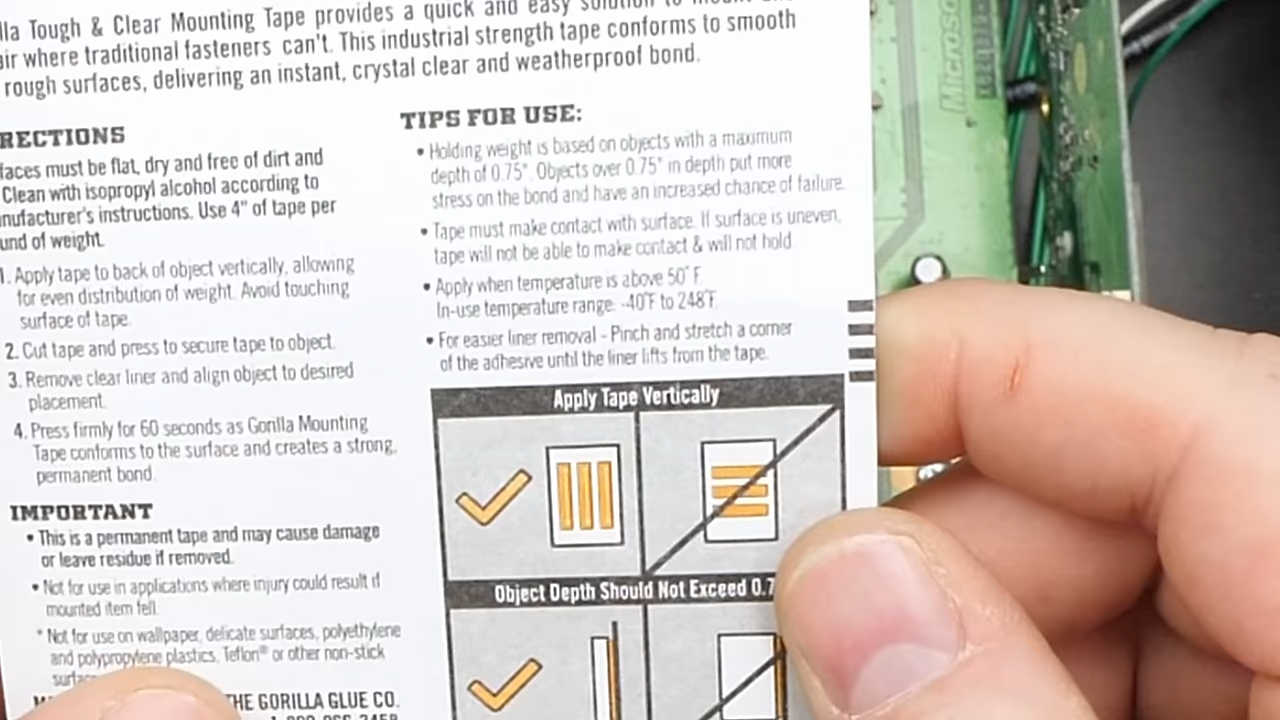 lla Tough & Clear Mounting Tape provides a quick and easy solution to mount
air where traditional fasteners can't. This industrial strength tape conforms to smooth
rough surfaces, delivering an instant, crystal clear and weatherproof bond.
RECTIONS
faces must be flat, dry and free of dirt and
Clean with isopropyl alcohol according to
nufacturer's instructions. Use 4" of tape per
und of weight.
1. Apply tape to back of object vertically, allowing
for even distribution of weight. Avoid touching
surface of tape.
2. Cut tape and press to secure tape to object.
3. Remove clear liner and align object to desired
placement.
4. Press firmly for 60 seconds as Gorilla Mounting
Tape conforms to the surface and creates a strong,
permanent bond.
IMPORTANT
• This is a permanent tape and may cause damage
or leave residue if removed.
• Not for use in applications where injury could result if
mounted item fell.
* Not for use on wallpaper, delicate surfaces, polyethylene
and polypropylene plastics, Teflon® or other non-stick
surfac
THE GORILLA GLUE CO.
TIPS FOR USE:
• Holding weight is based on objects with a maximum
depth of 0.75". Objects over 0.75" in depth put more
stress on the bond and have an increased chance of failure.
• Tape must make contact with surface. If surface is uneven,
tape will not be able to make contact & will not hold.
• Apply when temperature is above 50°F.
In-use temperature range: -40°F to 248°F.
• For easier liner removal - Pinch and stretch a corner
of the adhesive until the liner lifts from the tape.
Apply Tape Vertically
Object Depth Should Not Exceed 0.7
Microso